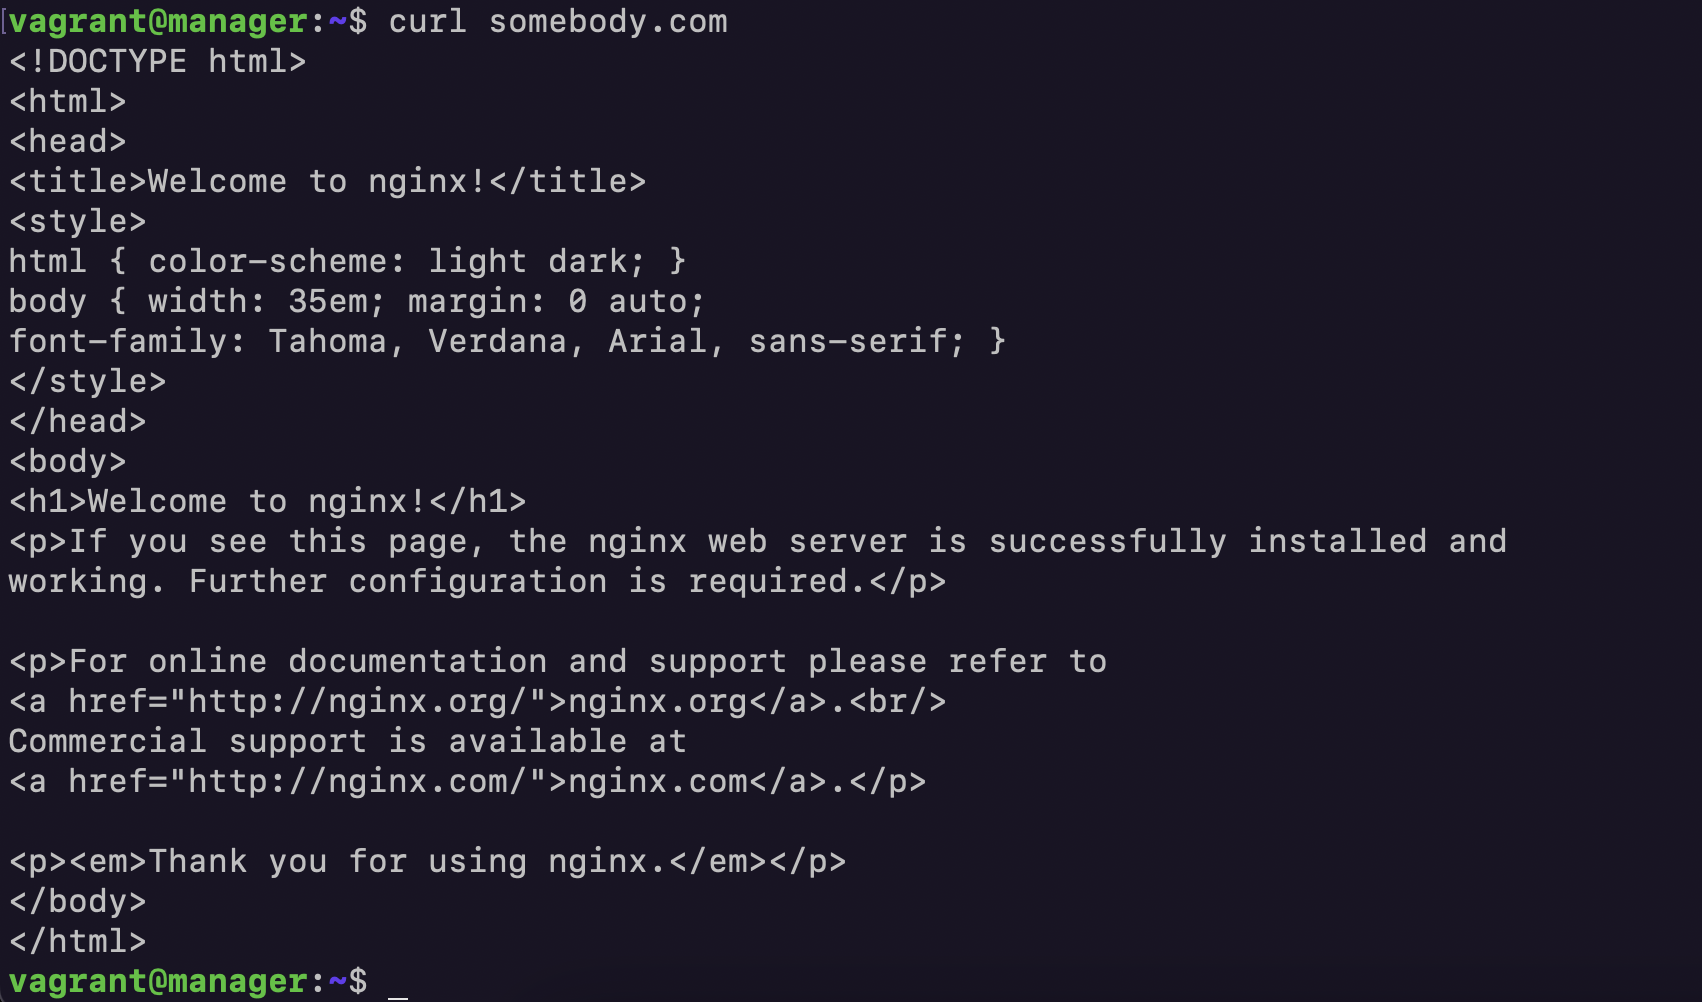 [vagrant@manager:~$ curl somebody.com
<!DOCTYPE html>
<html>
<head>
<title>Welcome to nginx!</title>
<style>
html { color-scheme: light dark; }
body { width: 35em; margin: 0 auto;
font-family: Tahoma, Verdana, Arial, sans-serif; }
</style>
</head>
<body>
<h1>Welcome to nginx!</h1>
<p>If you see this page, the nginx web server is successfully installed and
working. Further configuration is required.</p>

<p>For online documentation and support please refer to
<a href="http://nginx.org/">nginx.org</a>.<br/>
Commercial support is available at
<a href="http://nginx.com/">nginx.com</a>.</p>

<p><em>Thank you for using nginx.</em></p>
</body>
</html>
vagrant@manager:~$ _